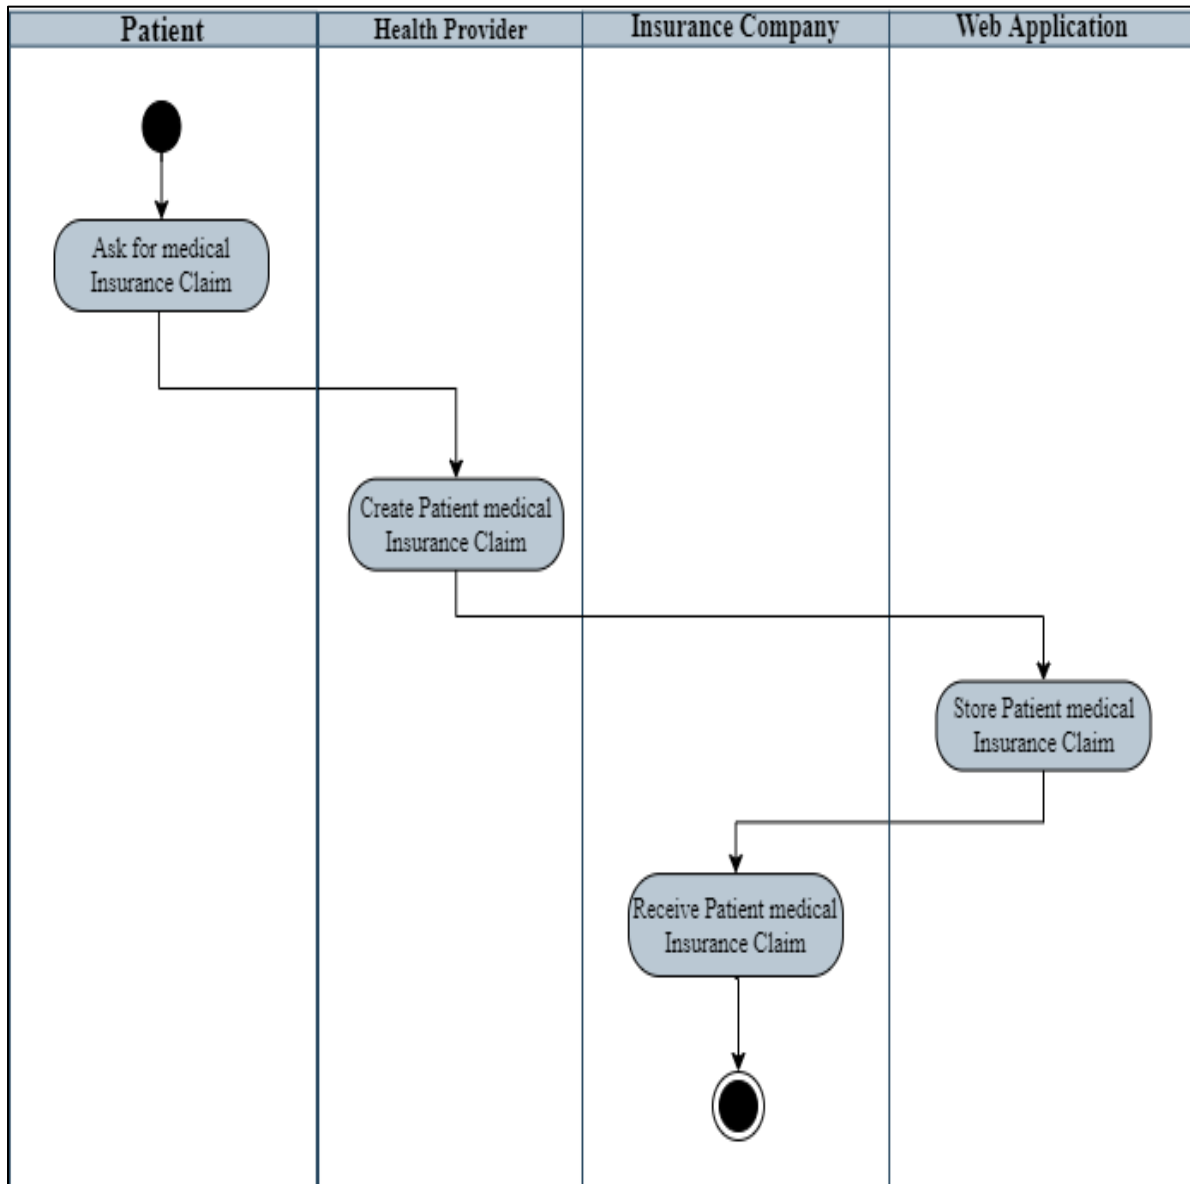 Patient
Health Provider
Insurance Company
Web Application
Ask for medical
Insurance Claim
Create Patient medical
Insurance Claim
Store Patient medical
Insurance Claim
Receive Patient medical
Insurance Claim